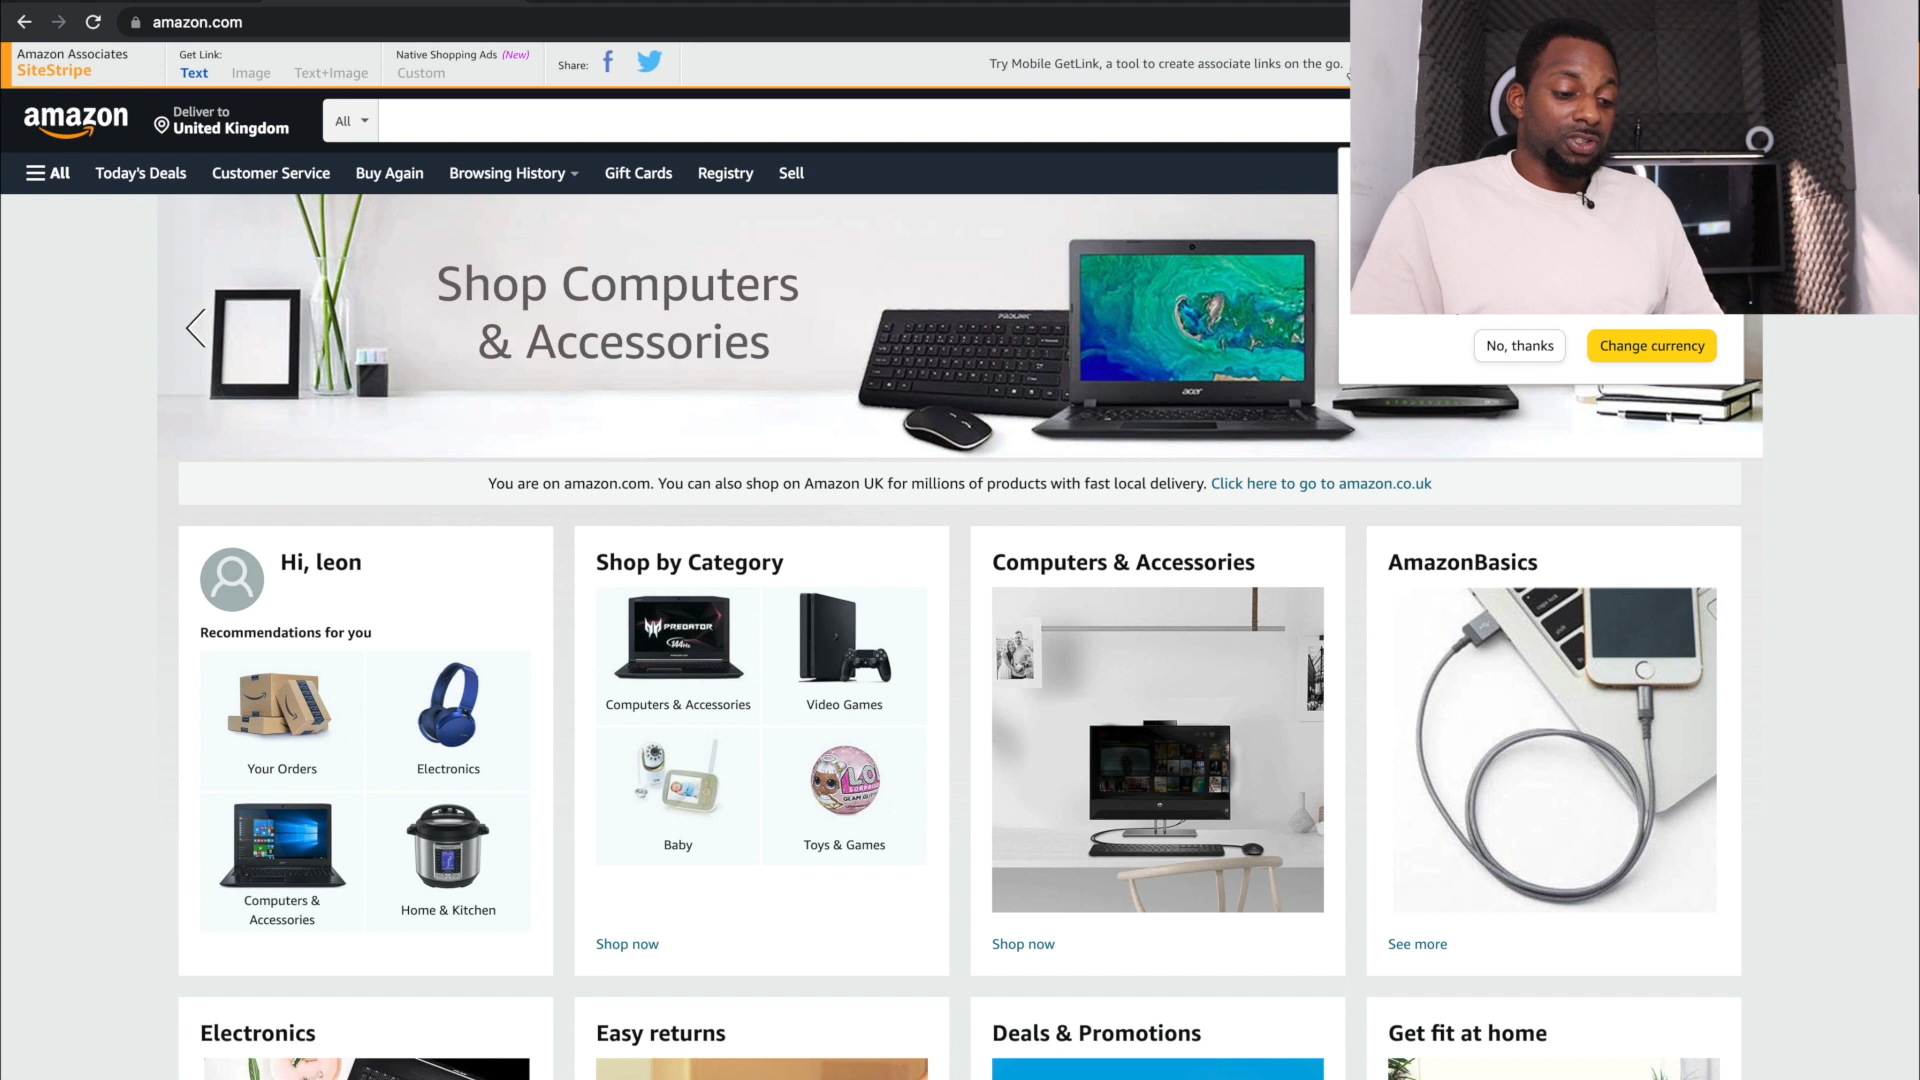 amazon.com
Amazon Associates
SiteStripe
Get Link:
Text Image Text+Image
Native Shopping Ads (New)
Custom
Share:
Try Mobile GetLink, a tool to create associate links on the go.
amazon
Deliver to
United Kingdom
All
All
Today's Deals
Customer Service
Buy Again
Browsing History
Gift Cards
Registry
Sell
Shop Computers
& Accessories
PROLINK
acer
No, thanks
Change currency
You are on amazon.com. You can also shop on Amazon UK for millions of products with fast local delivery. Click here to go to amazon.co.uk
Hi, leon
Recommendations for you
Your Orders
Electronics
Computers &
Accessories
Home & Kitchen
Shop by Category
PREDATOR
144Hz
Computers & Accessories
Video Games
Baby
Toys & Games
Shop now
Computers & Accessories
Shop now
AmazonBasics
caps lock
See more
Electronics
Easy returns
Deals & Promotions
Get fit at home